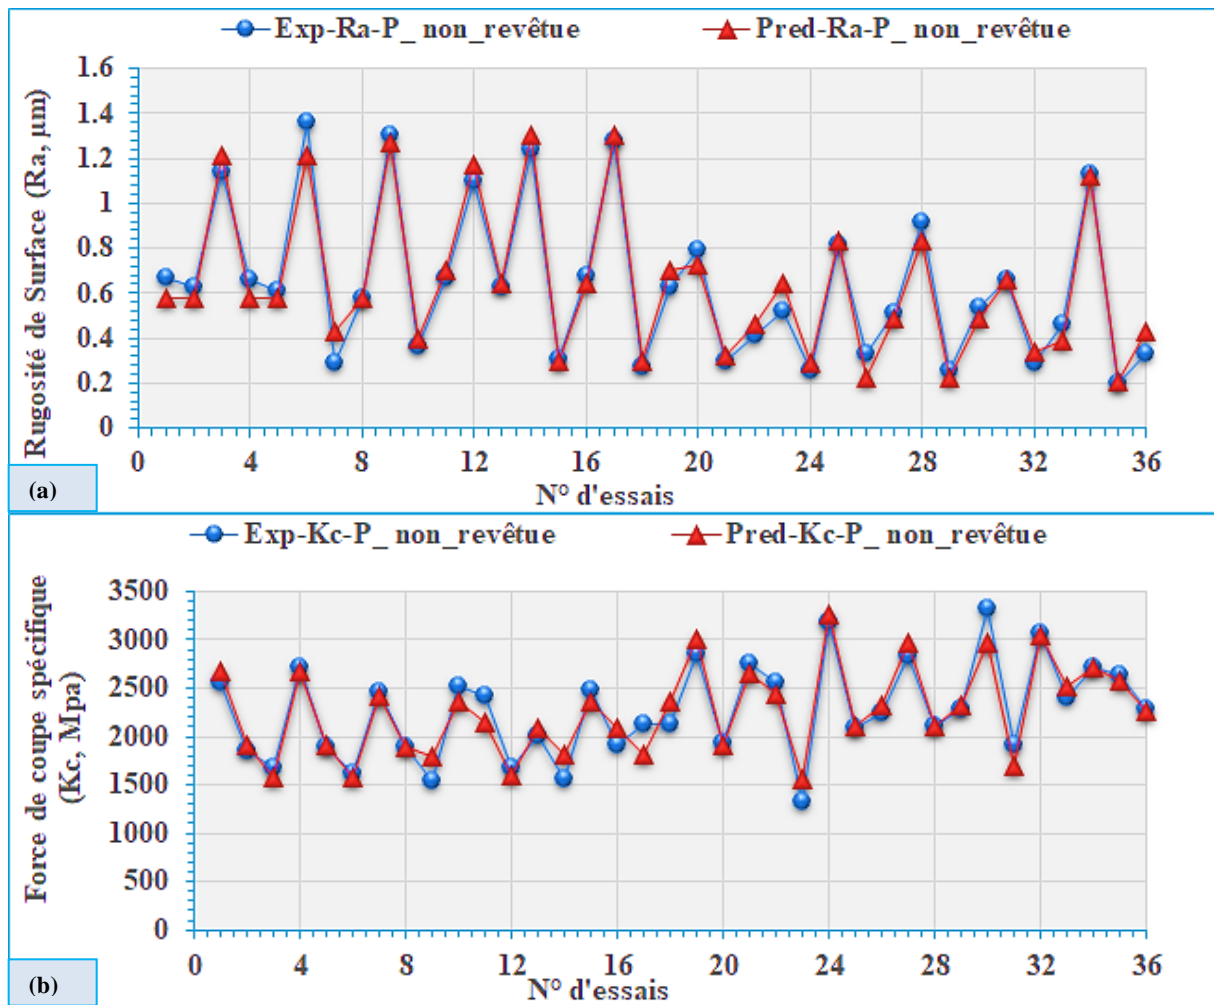 Exp-Ra-P_ non_revêtue Pred-Ra-P_ non_revêtue
Rugosité de Surface (Ra, µm)
1.6
1.4
1.2
1
0.8
0.6
0.4
0.2
0
0 4 8 12 16 20 24 28 32 36
N° d'essais
(a)
Exp-Kc-P_ non_revêtue Pred-Kc-P_ non_revêtue
Force de coupe spécifique
(Kc, Mpa)
3500
3000
2500
2000
1500
1000
500
0
0 4 8 12 16 20 24 28 32 36
N° d'essais
(b)